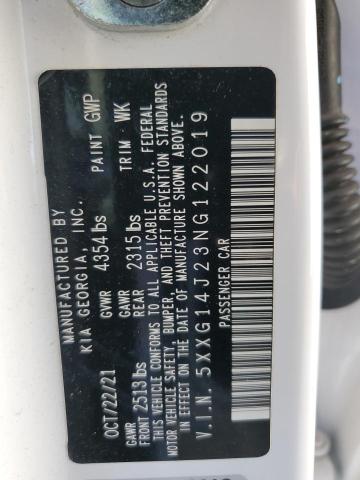 MANUFACTURED BY
KIA GEORGIA, INC.
OCT/22/21 GVWR 4354lbs PAINT GWP
GAWR GAWR
FRONT 2513lbs REAR 2315lbs TRIM WK
THIS VEHICLE CONFORMS TO ALL APPLICABLE U.S.A. FEDERAL
MOTOR VEHICLE SAFETY, BUMPER, AND THEFT PREVENTION STANDARDS
IN EFFECT ON THE DATE OF MANUFACTURE SHOWN ABOVE.
V.I.N. 5XXG14J23NG122019
PASSENGER CAR